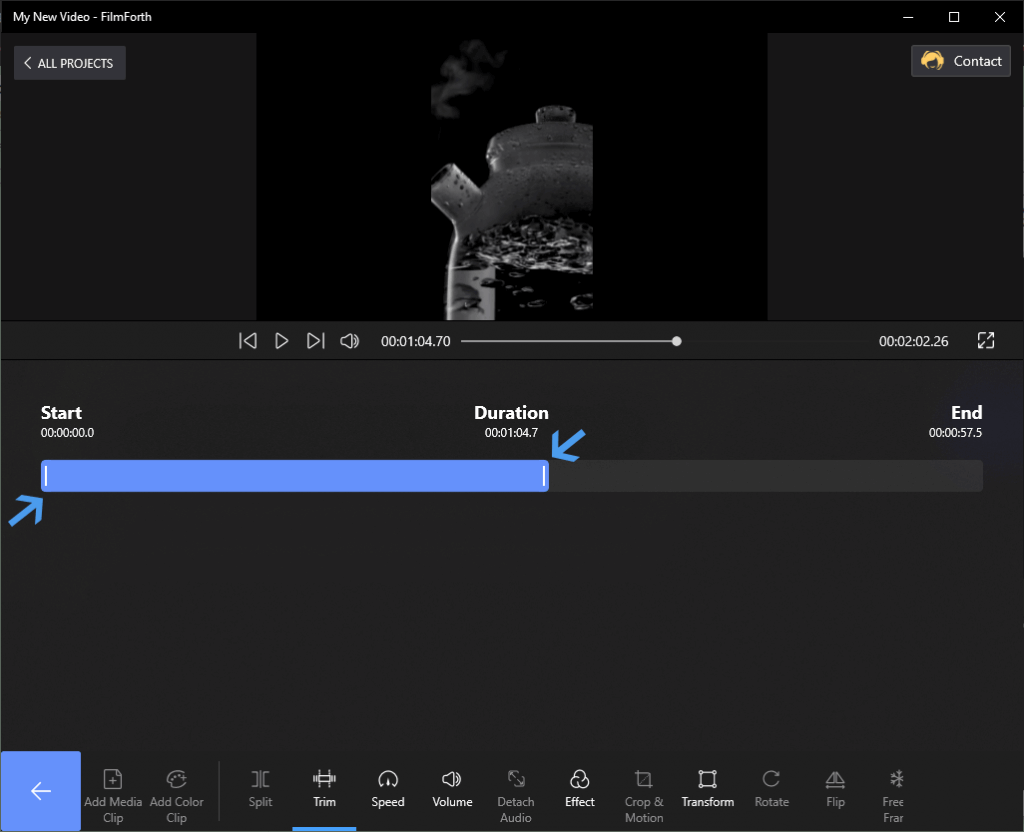 My New Video - FilmForth
ALL PROJECTS
Contact
00:01:04.70
00:02:02.26
Start
Duration
End
00:00:00.0
00:01:04.7
00:00:57.5
Add Media
Clip
Add Color
Clip
Split
Trim
Speed
Volume
Detach
Audio
Effect
Crop &
Motion
Transform
Rotate
Flip
Free
Frar